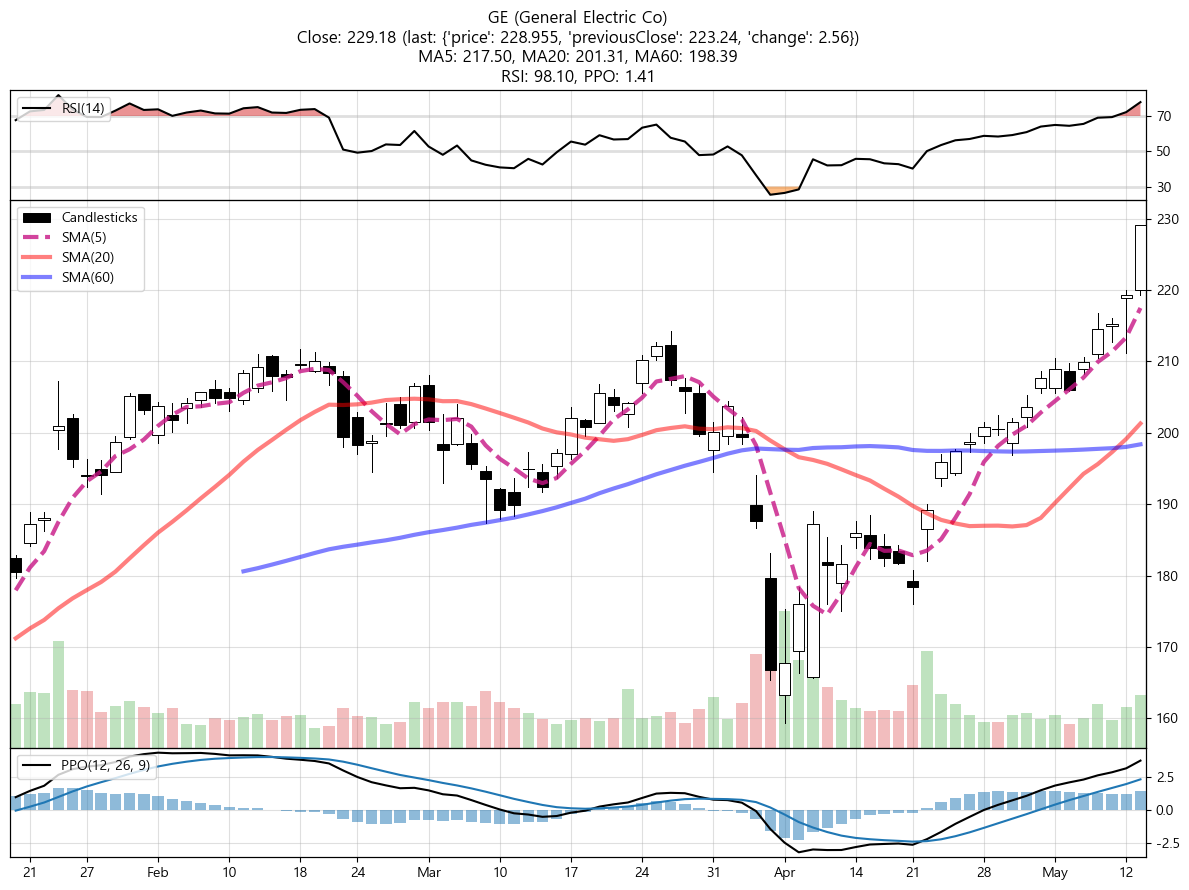 GE (General Electric Co)
Close: 229.18 (last: {'price': 228.955, 'previousClose': 223.24, 'change': 2.56})
MA5: 217.50, MA20: 201.31, MA60: 198.39
RSI: 98.10, PPO: 1.41
RSI(14)
70
50
30
Candlesticks
SMA(5)
SMA(20)
SMA(60)
230
220
210
200
190
180
170
160
PPO(12, 26, 9)
2.5
0.0
-2.5
21 27 Feb 10 18 24 Mar 10 17 24 31 Apr 14 21 28 May 12